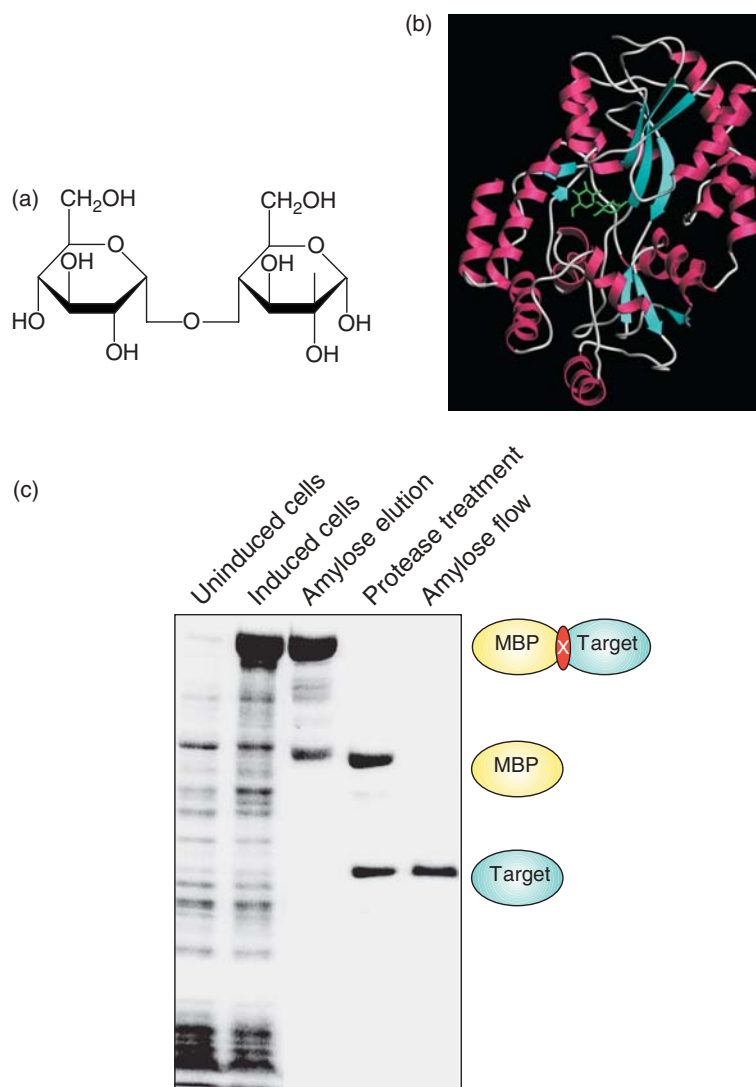 (a)
CH2OH
O
OH
HO
OH
O
CH2OH
O
OH
OH
OH
(b)
(c)
Uninduced cells
Induced cells
Amylose elution
Protease treatment
Amylose flow
MBP X Target
MBP
Target